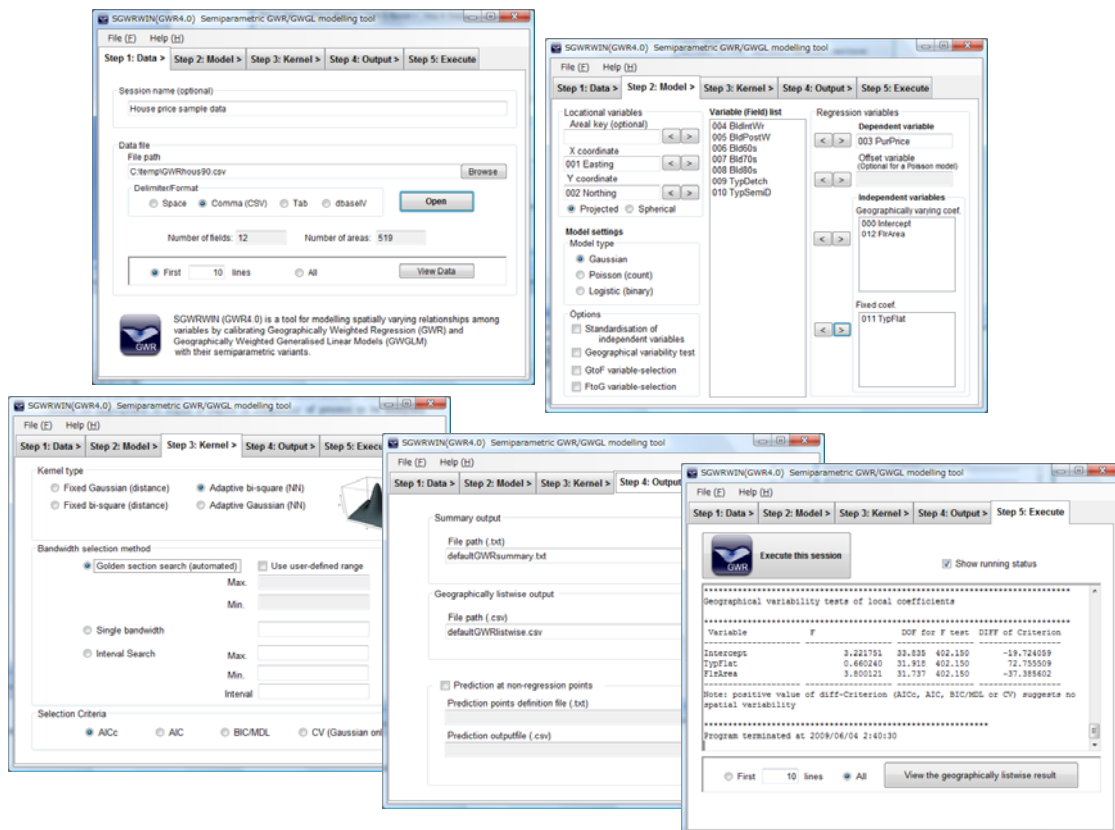 SGWRWIN(GWR4.0) Semiparametric GWR/GWGL modelling tool
File (F) Help (H)
Step 1: Data > Step 2: Model > Step 3: Kernel > Step 4: Output > Step 5: Execute
Session name (optional)
House price sample data
Data file
File path
C:\temp\GWRhous90.csv Browse
Delimiter/Format
Space Comma (CSV) Tab dbaseIV Open
Number of fields: 12 Number of areas: 519
First 10 lines All View Data
GWR
SGWRWIN (GWR4.0) is a tool for modelling spatially varying relationships among
variables by calibrating Geographically Weighted Regression (GWR) and
Geographically Weighted Generalised Linear Models (GWGLM)
with their semiparametric variants.
SGWRWIN(GWR4.0) Semiparametric GWR/GWGL modelling tool
File (F) Help (H)
Step 1: Data > Step 2: Model > Step 3: Kernel > Step 4: Output > Step 5: Execute
Locational variables
Areal key (optional)
< >
X coordinate
001 Easting < >
Y coordinate
002 Northing < >
Projected Spherical
Model settings
Model type
Gaussian
Poisson (count)
Logistic (binary)
Options
Standardisation of
independent variables
Geographical variability test
GtoF variable-selection
FtoG variable-selection
Variable (Field) list
004 BldIntWr
005 BldPostW
006 Bld60s
007 Bld70s
008 Bld80s
009 TypDetch
010 TypSemiD
Regression variables
Dependent variable
< > 003 PurPrice
Offset variable
(Optional for a Poisson model)
< >
Independent variables
Geographically varying coef.
000 Intercept
012 FlrArea
< >
Fixed coef.
011 TypFlat
< >
SGWRWIN(GWR4.0) Semiparametric GWR/GWGL modelling tool
File (F) Help (H)
Step 1: Data > Step 2: Model > Step 3: Kernel > Step 4: Output > Step 5: Execu
Kernel type
Fixed Gaussian (distance) Adaptive bi-square (NN)
Fixed bi-square (distance) Adaptive Gaussian (NN)
Bandwidth selection method
Golden section search (automated) Use user-defined range
Max.
Min.
Single bandwidth
Interval Search Max.
Min.
Interval
Selection Criteria
AICc AIC BIC/MDL CV (Gaussian onl
SGWRWIN(GWR4.0) Semiparametric GWR/GWGL modelling tool
File (F) Help (H)
Step 1: Data > Step 2: Model > Step 3: Kernel > Step 4: Output
Summary output
File path (.txt)
defaultGWRsummary.txt
Geographically listwise output
File path (.csv)
defaultGWRlistwise.csv
Prediction at non-regression points
Prediction points definition file (.txt)
Prediction outputfile (.csv)
SGWRWIN(GWR4.0) Semiparametric GWR/GWGL modelling tool
File (F) Help (H)
Step 1: Data > Step 2: Model > Step 3: Kernel > Step 4: Output > Step 5: Execute
GWR Execute this session
Show running status
Geographical variability tests of local coefficients
Variable F DOF for F test DIFF of Criterion
Intercept 3.221751 33.835 402.150 -19.724059
TypFlat 0.660240 31.918 402.150 72.755509
FlrArea 3.800121 31.737 402.150 -37.385602
Note: positive value of diff-Criterion (AICc, AIC, BIC/MDL or CV) suggests no
spatial variability
Program terminated at 2009/06/04 2:40:30
First 10 lines All View the geographically listwise result